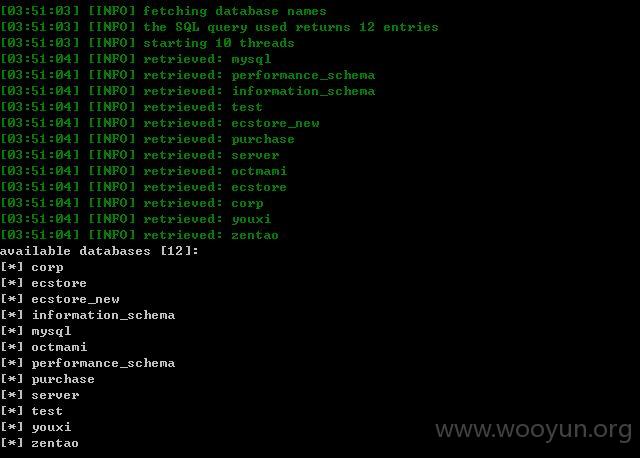 [03:51:03] [INFO] fetching database names
[03:51:03] [INFO] the SQL query used returns 12 entries
[03:51:03] [INFO] starting 10 threads
[03:51:04] [INFO] retrieved: mysql
[03:51:04] [INFO] retrieved: performance_schema
[03:51:04] [INFO] retrieved: information_schema
[03:51:04] [INFO] retrieved: test
[03:51:04] [INFO] retrieved: ecstore_new
[03:51:04] [INFO] retrieved: purchase
[03:51:04] [INFO] retrieved: server
[03:51:04] [INFO] retrieved: octmami
[03:51:04] [INFO] retrieved: ecstore
[03:51:04] [INFO] retrieved: corp
[03:51:04] [INFO] retrieved: youxi
[03:51:04] [INFO] retrieved: zentao
available databases [12]:
[*] corp
[*] ecstore
[*] ecstore_new
[*] information_schema
[*] mysql
[*] octmami
[*] performance_schema
[*] purchase
[*] server
[*] test
[*] youxi
[*] zentao
www.wooyun.org